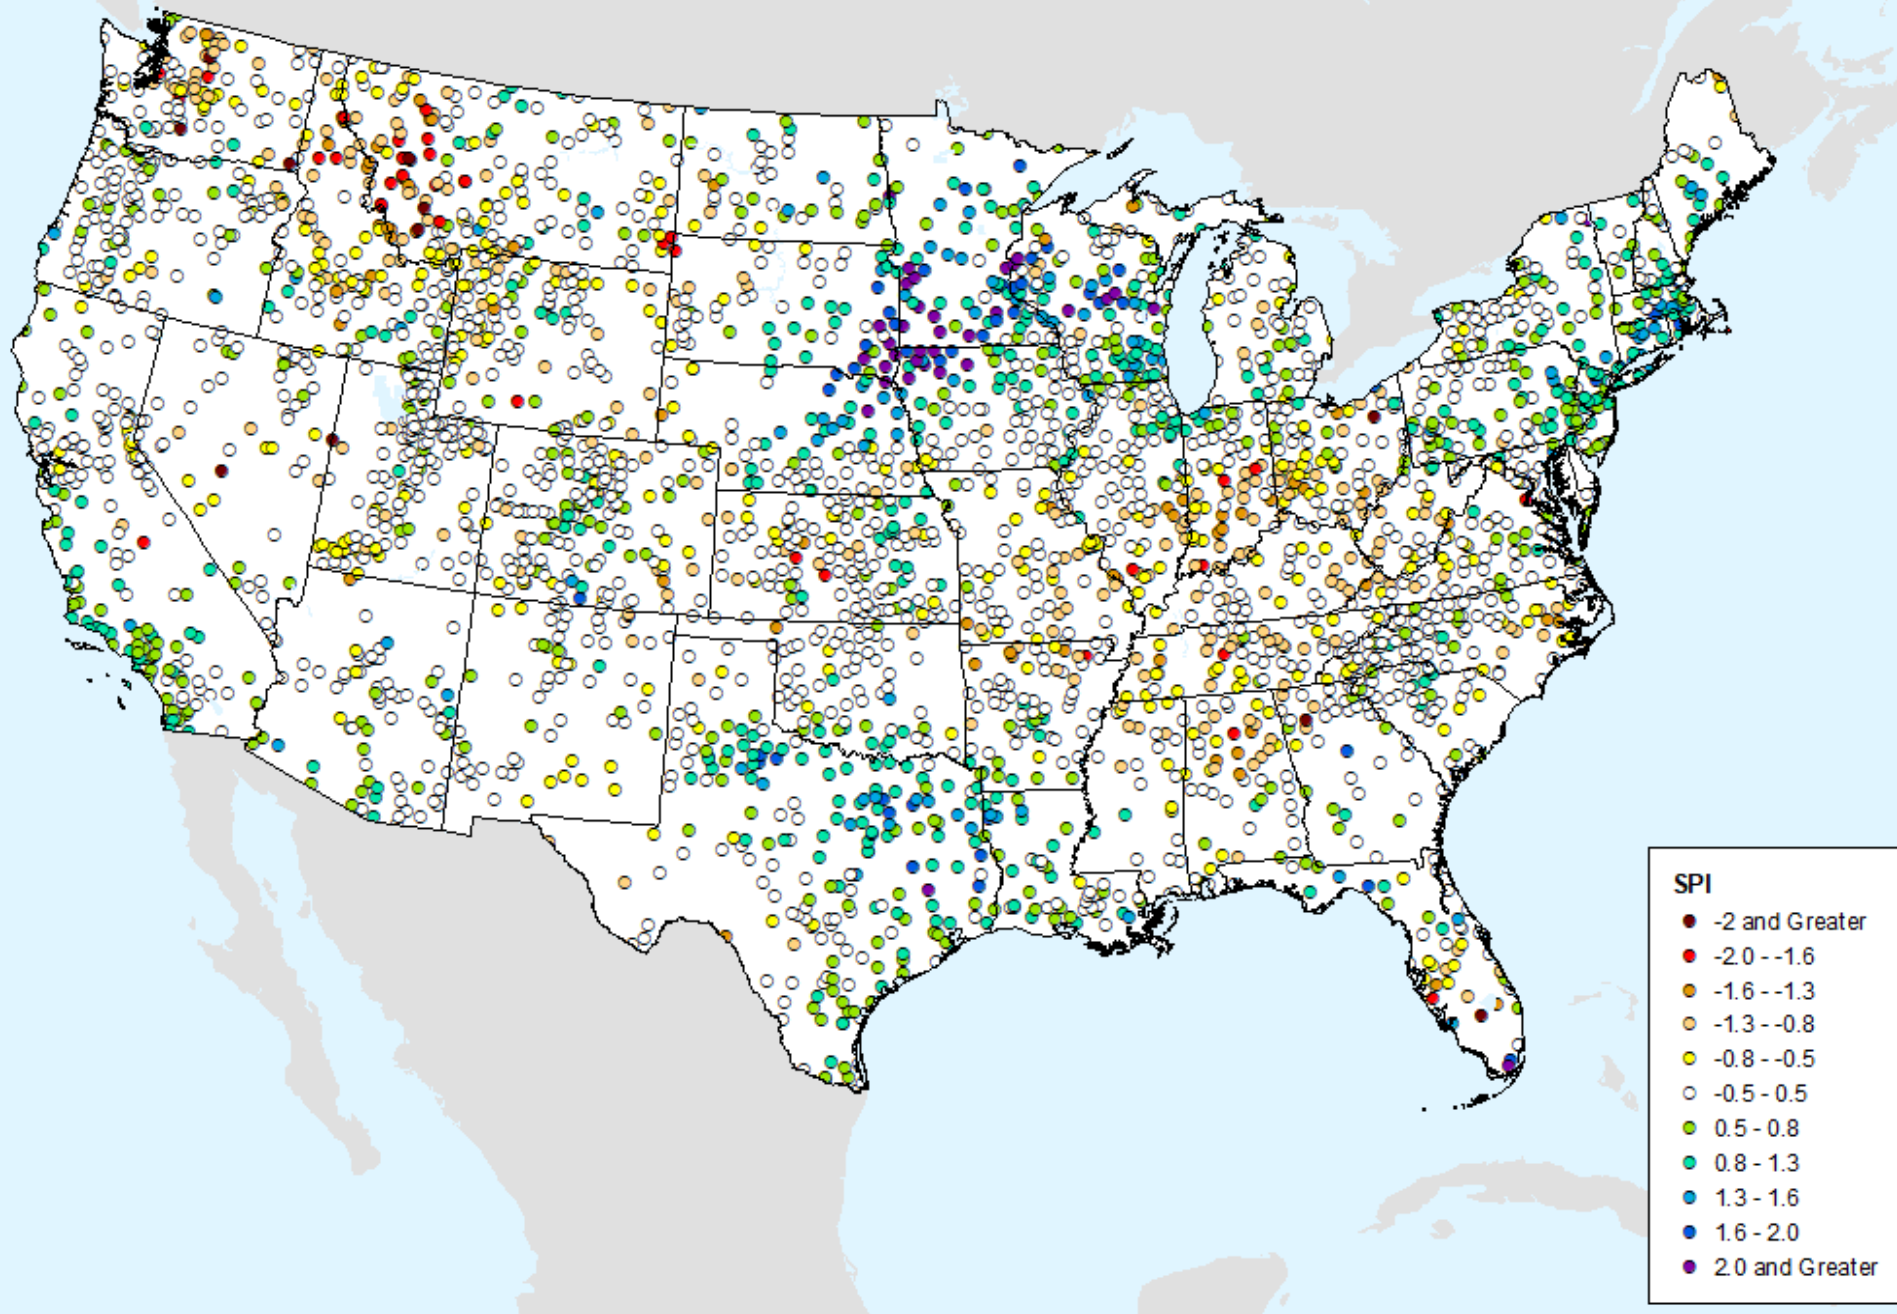 SPI
-2 and Greater
-2.0 - -1.6
-1.6 - -1.3
-1.3 - -0.8
-0.8 - -0.5
-0.5 - 0.5
0.5 - 0.8
0.8 - 1.3
1.3 - 1.6
1.6 - 2.0
2.0 and Greater